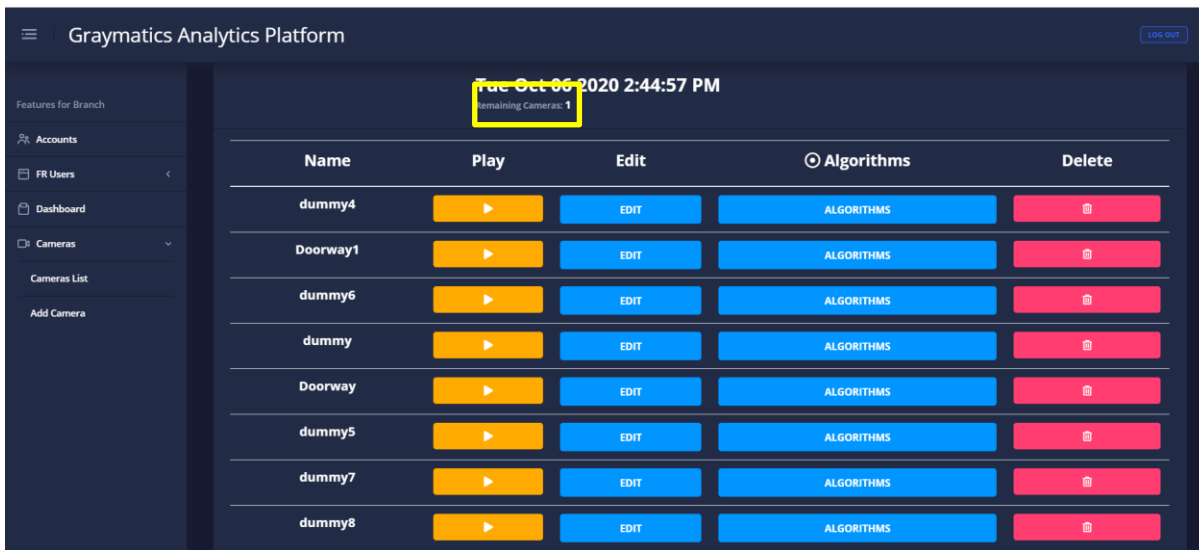 Graymatics Analytics Platform
LOG OUT
Tue Oct 06 2020 2:44:57 PM
Remaining Cameras: 1
Features for Branch
Accounts
FR Users
Dashboard
Cameras
Cameras List
Add Camera
Name Play Edit Algorithms Delete
dummy4 EDIT ALGORITHMS
Doorway1 EDIT ALGORITHMS
dummy6 EDIT ALGORITHMS
dummy EDIT ALGORITHMS
Doorway EDIT ALGORITHMS
dummy5 EDIT ALGORITHMS
dummy7 EDIT ALGORITHMS
dummy8 EDIT ALGORITHMS